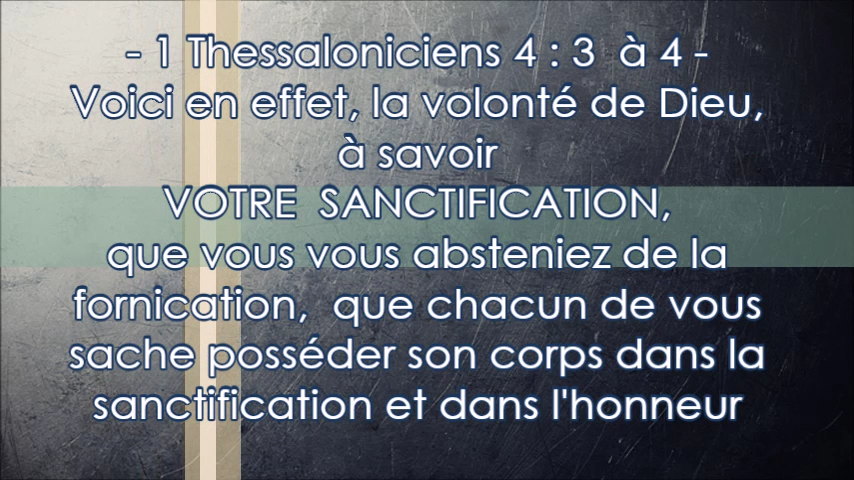 - 1 Thessaloniciens 4 : 3 à 4 -
Voici en effet, la volonté de Dieu,
à savoir
VOTRE SANCTIFICATION,
que vous vous absteniez de la
fornication, que chacun de vous
sache posséder son corps dans la
sanctification et dans l'honneur